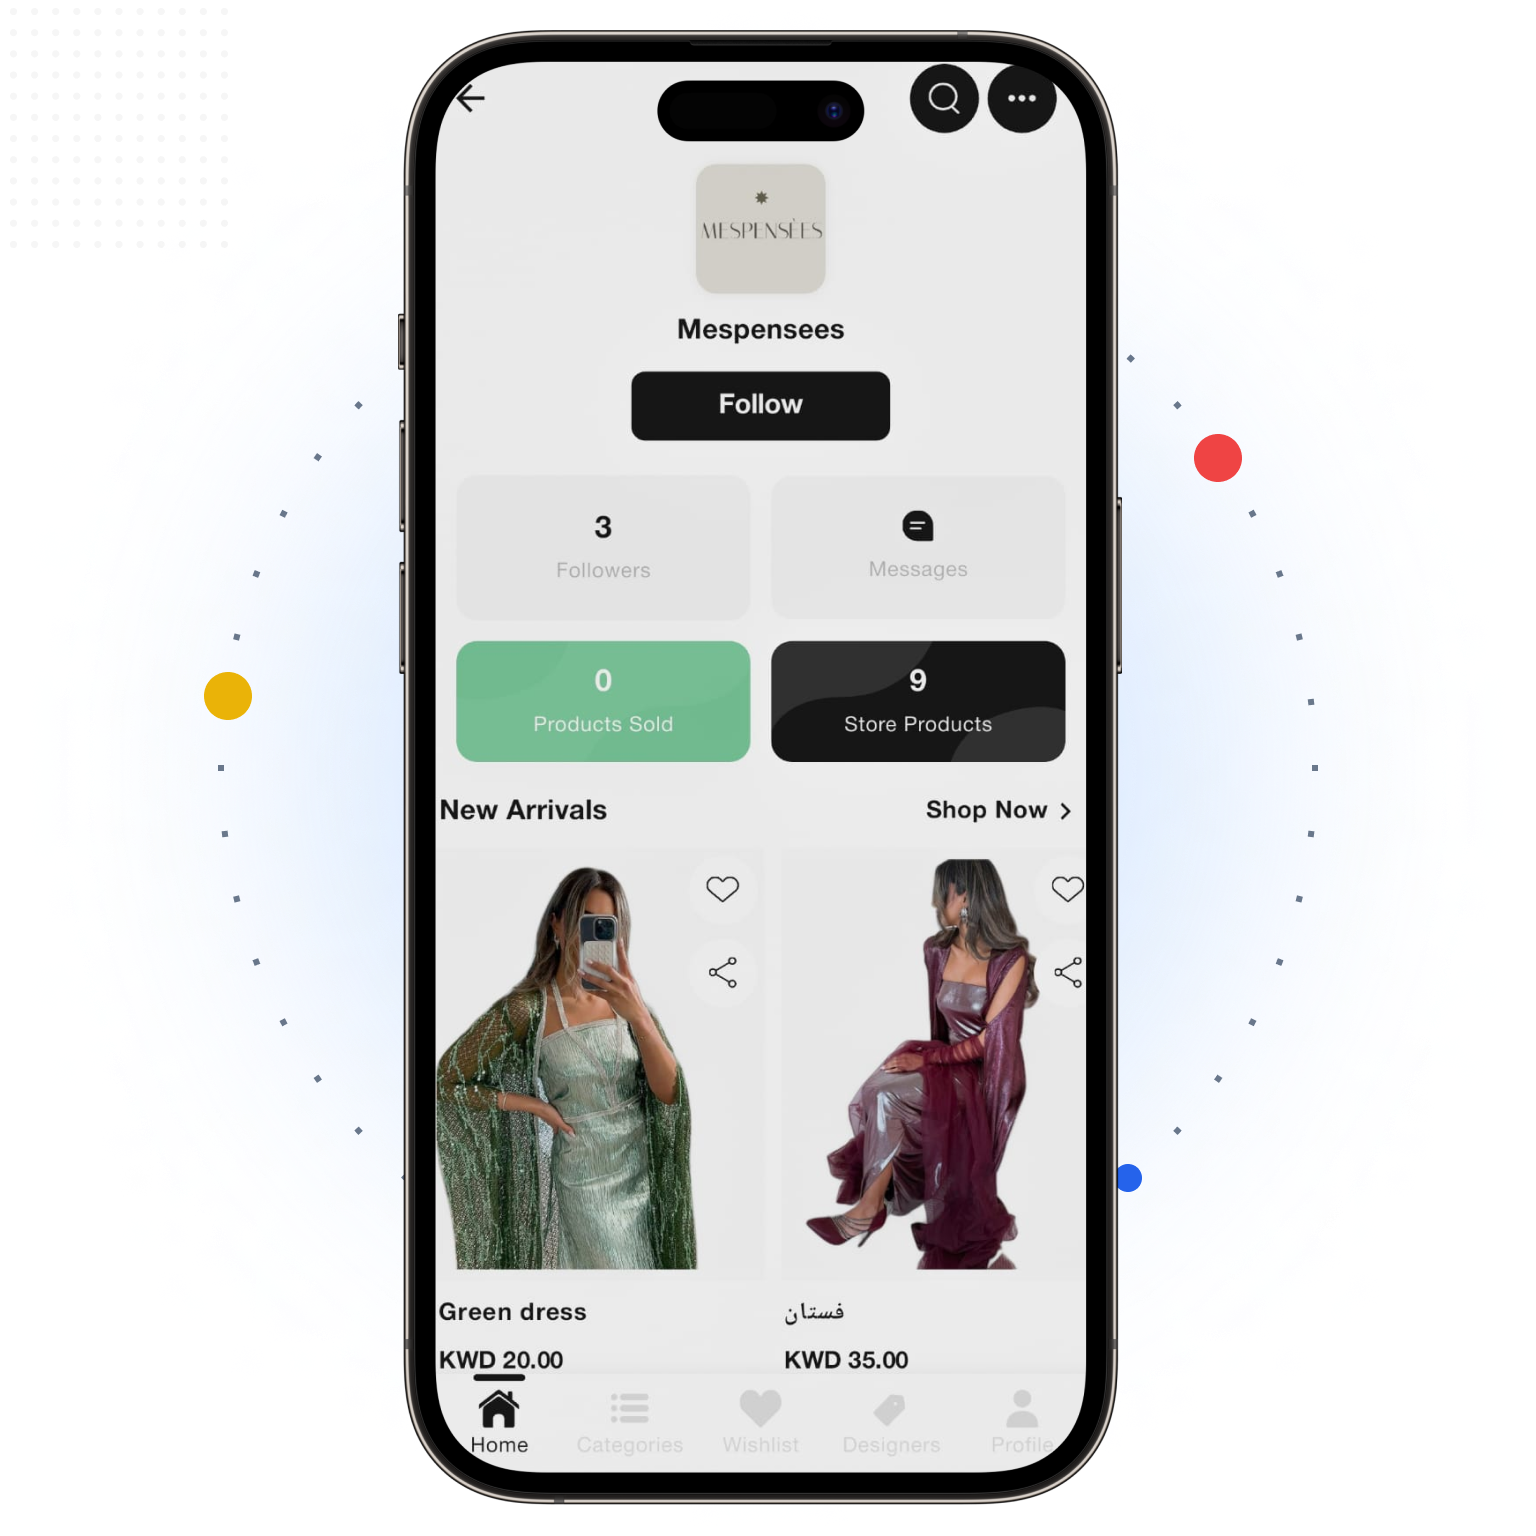 MESPENSÈES
Mespensees
Follow
3
Followers
Messages
0
Products Sold
9
Store Products
New Arrivals
Shop Now
Green dress
فستان
KWD 20.00
KWD 35.00
Home
Categories
Wishlist
Designers
Profile